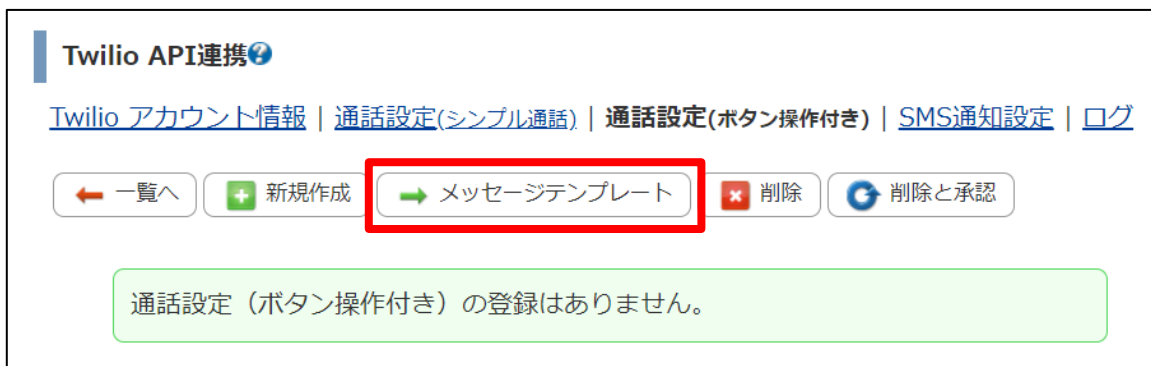 Twilio API連携?
Twilio アカウント情報 | 通話設定(シンプル通話) | 通話設定(ボタン操作付き) | SMS通知設定 | ログ
一覧へ 新規作成 メッセージテンプレート 削除 削除と承認
通話設定（ボタン操作付き）の登録はありません。